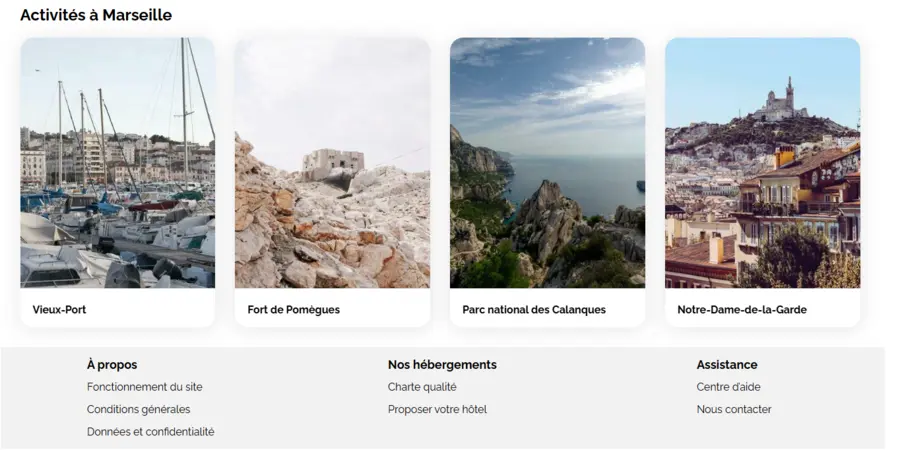 Activités à Marseille
Vieux-Port
Fort de Pomègues
Parc national des Calanques
Notre-Dame-de-la-Garde
À propos
Fonctionnement du site
Conditions générales
Données et confidentialité
Nos hébergements
Charte qualité
Proposer votre hôtel
Assistance
Centre d'aide
Nous contacter